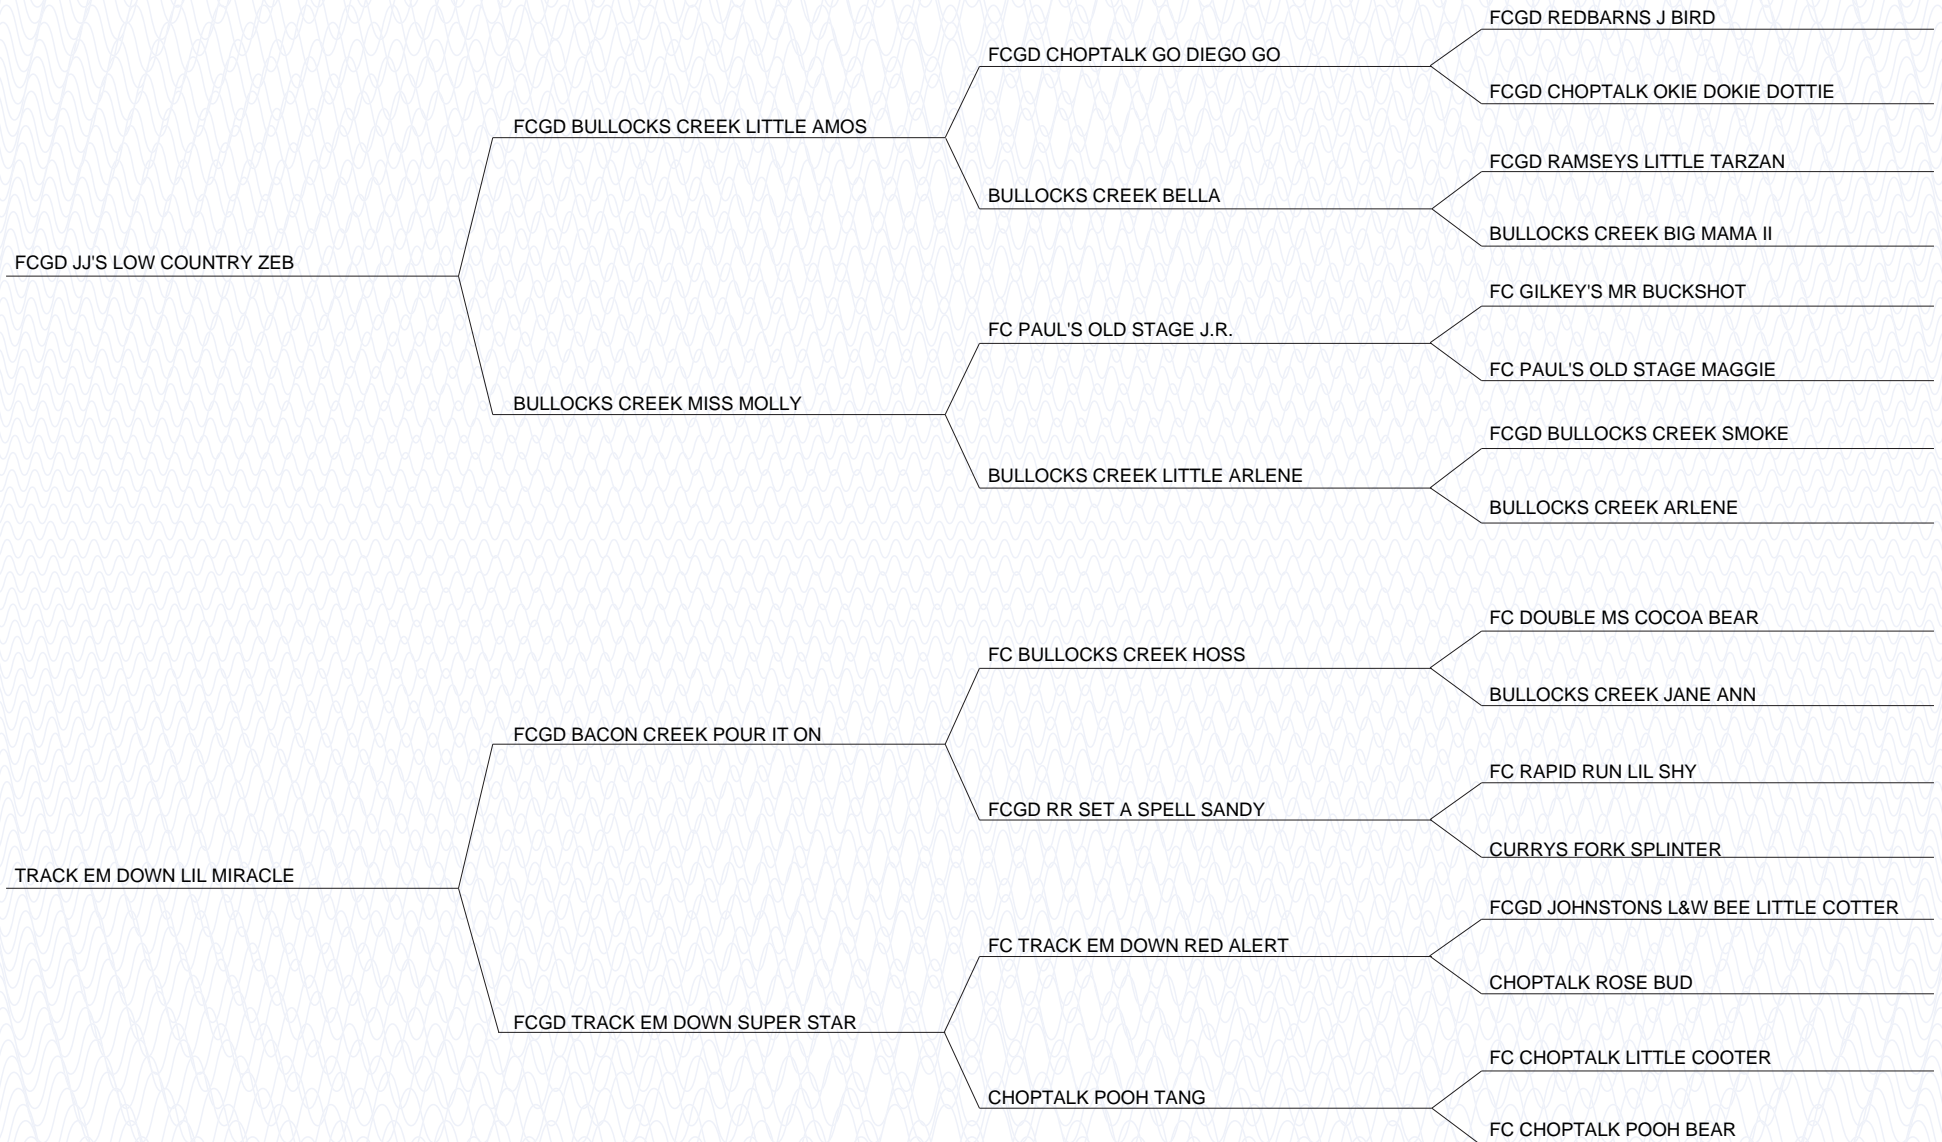 FCGD REDBARNS J BIRD
FCGD CHOPTALK GO DIEGO GO
FCGD CHOPTALK OKIE DOKIE DOTTIE
FCGD BULLOCKS CREEK LITTLE AMOS
FCGD RAMSEYS LITTLE TARZAN
BULLOCKS CREEK BELLA
BULLOCKS CREEK BIG MAMA II
FCGD JJ'S LOW COUNTRY ZEB
FC GILKEY'S MR BUCKSHOT
FC PAUL'S OLD STAGE J.R.
FC PAUL'S OLD STAGE MAGGIE
BULLOCKS CREEK MISS MOLLY
FCGD BULLOCKS CREEK SMOKE
BULLOCKS CREEK LITTLE ARLENE
BULLOCKS CREEK ARLENE
FC DOUBLE MS COCOA BEAR
FC BULLOCKS CREEK HOSS
BULLOCKS CREEK JANE ANN
FCGD BACON CREEK POUR IT ON
FC RAPID RUN LIL SHY
FCGD RR SET A SPELL SANDY
CURRYS FORK SPLINTER
TRACK EM DOWN LIL MIRACLE
FCGD JOHNSTONS L&W BEE LITTLE COTTER
FC TRACK EM DOWN RED ALERT
CHOPTALK ROSE BUD
FCGD TRACK EM DOWN SUPER STAR
FC CHOPTALK LITTLE COOTER
CHOPTALK POOH TANG
FC CHOPTALK POOH BEAR